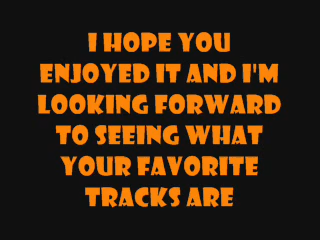 I HOPE YOU
ENJOYED IT AND I'M
LOOKING FORWARD
TO SEEING WHAT
YOUR FAVORITE
TRACKS ARE